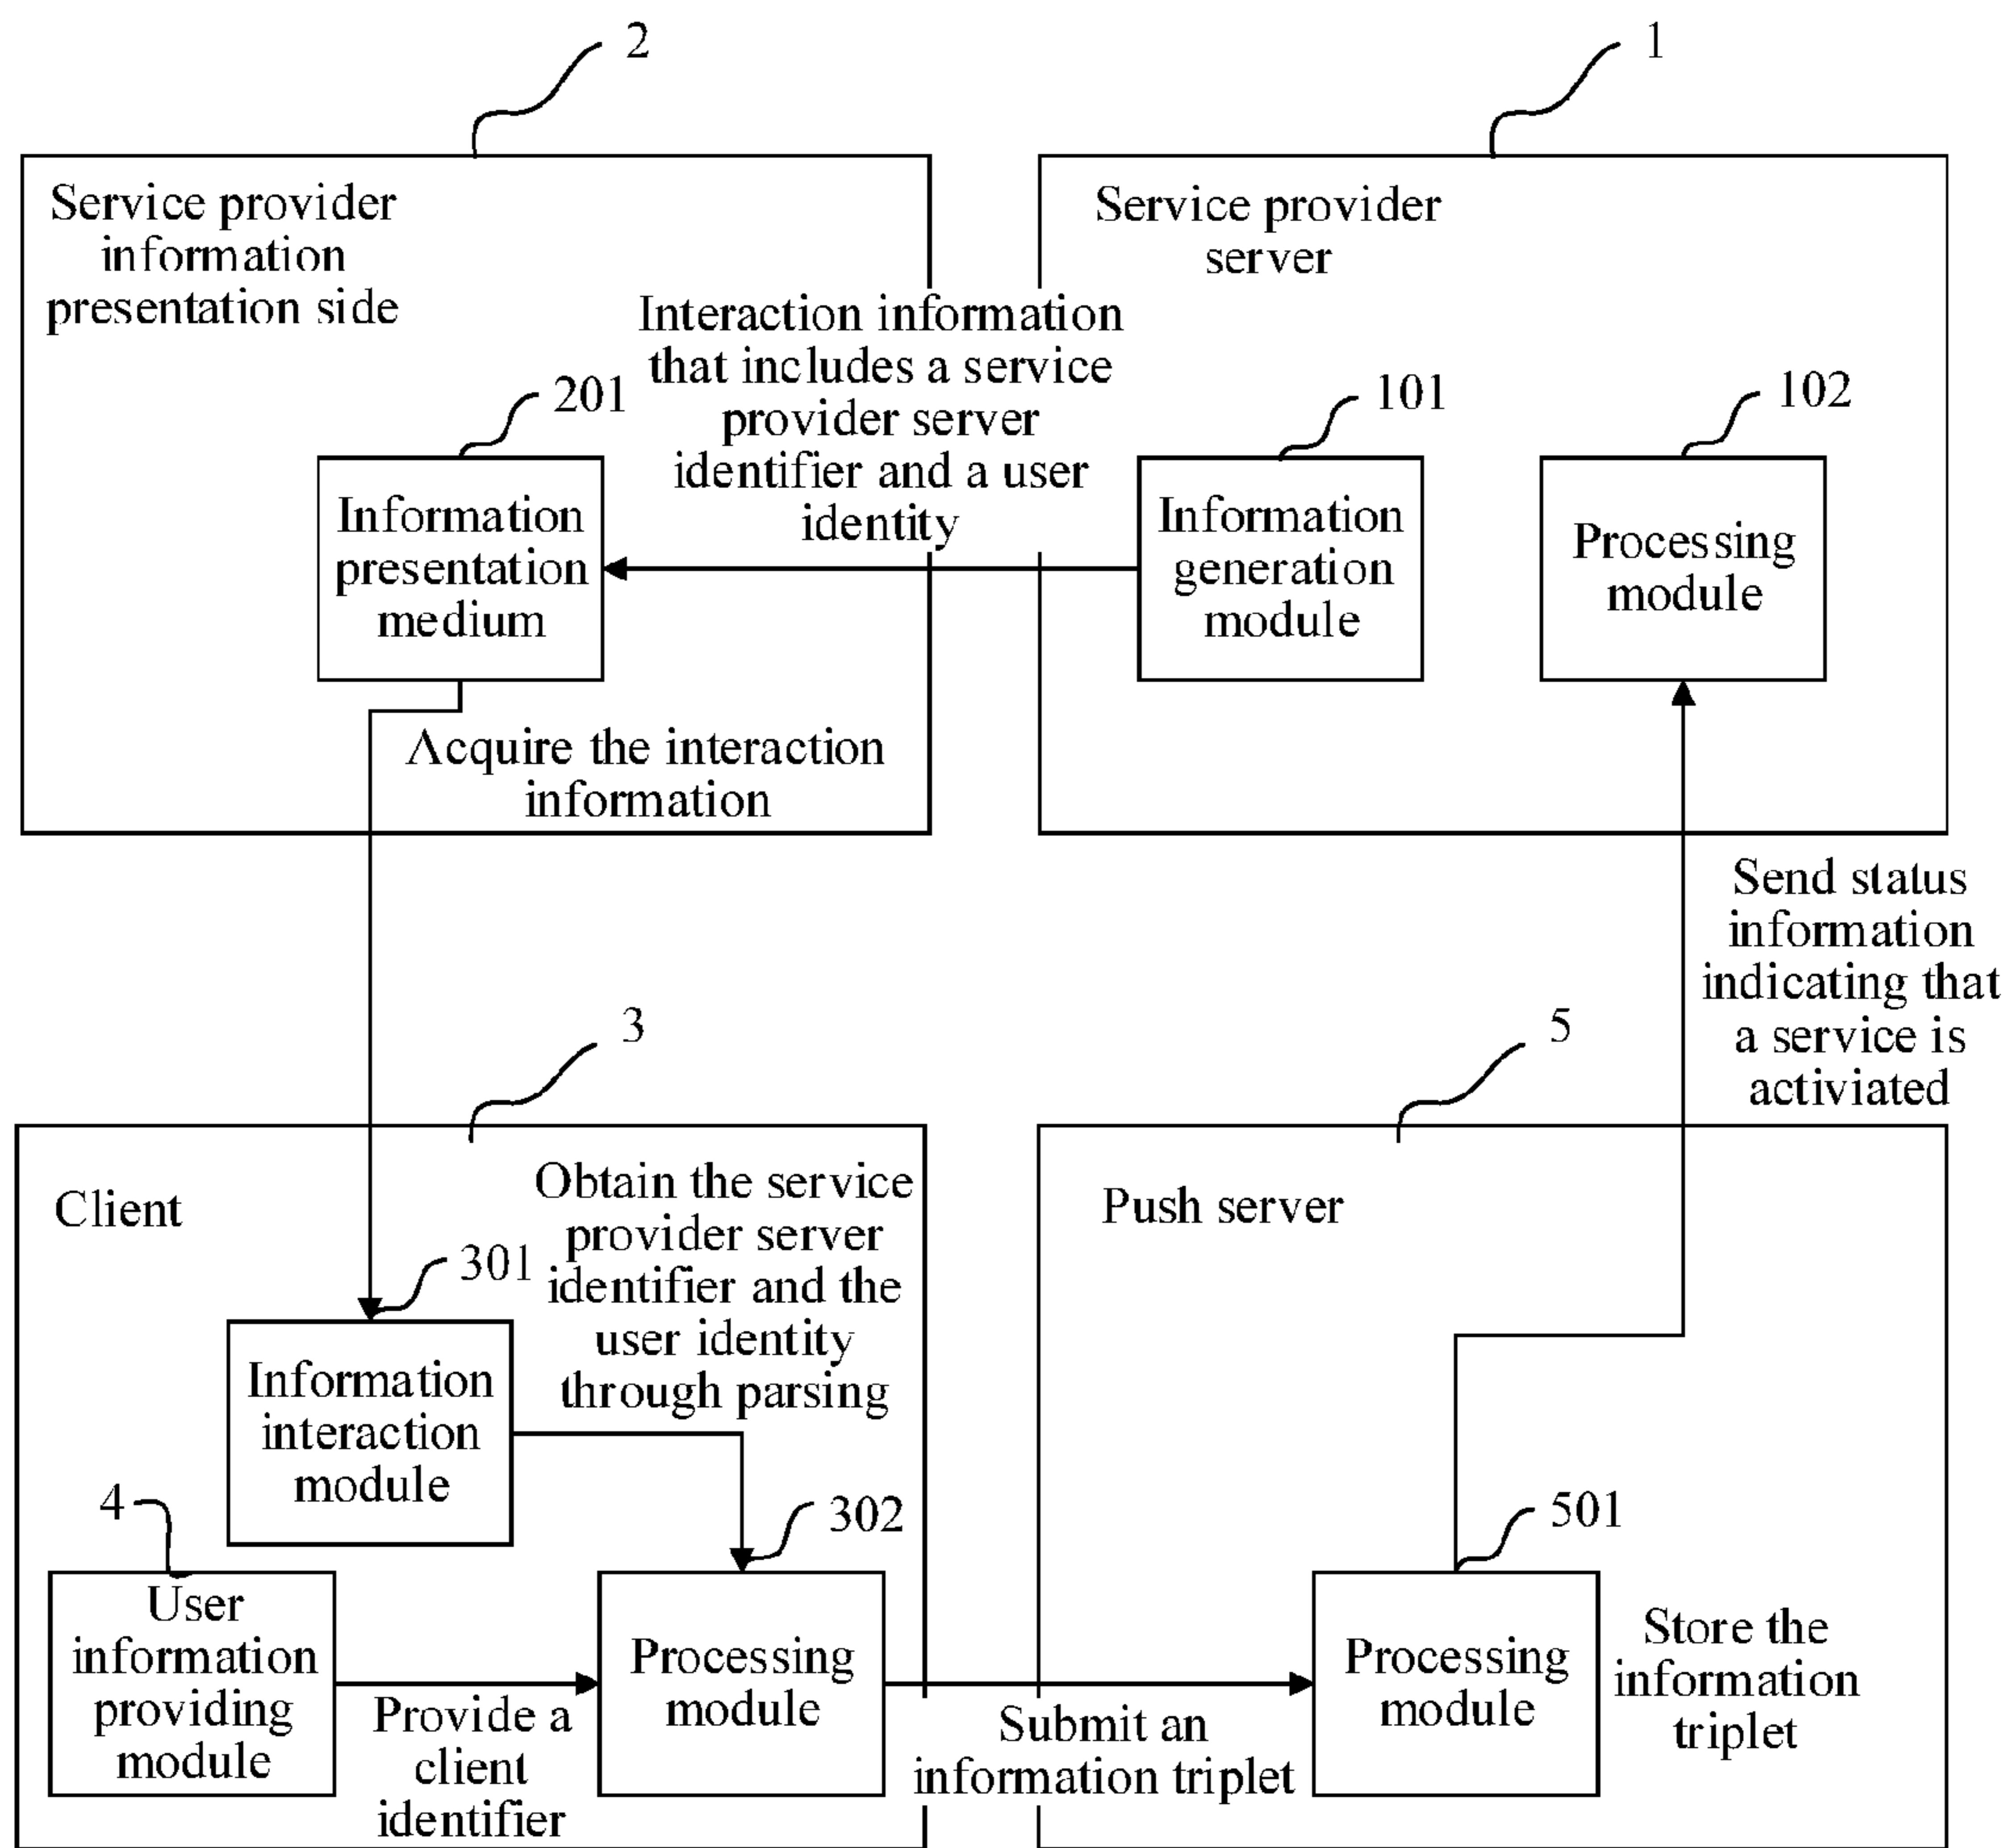 2
1
Service provider
information
presentation side
Service provider
server
Interaction information
that includes a service
provider server
identifier and a user
identity
201
101
102
Information
presentation
medium
Information
generation
module
Processing
module
Acquire the interaction
information
Send status
information
indicating that
a service is
activiated
3
5
Client
Obtain the service
provider server
identifier and the
user identity
through parsing
Push server
301
Information
interaction
module
4
302
501
User
information
providing
module
Provide a
client
identifier
Processing
module
Submit an
information triplet
Processing
module
Store the
information
triplet